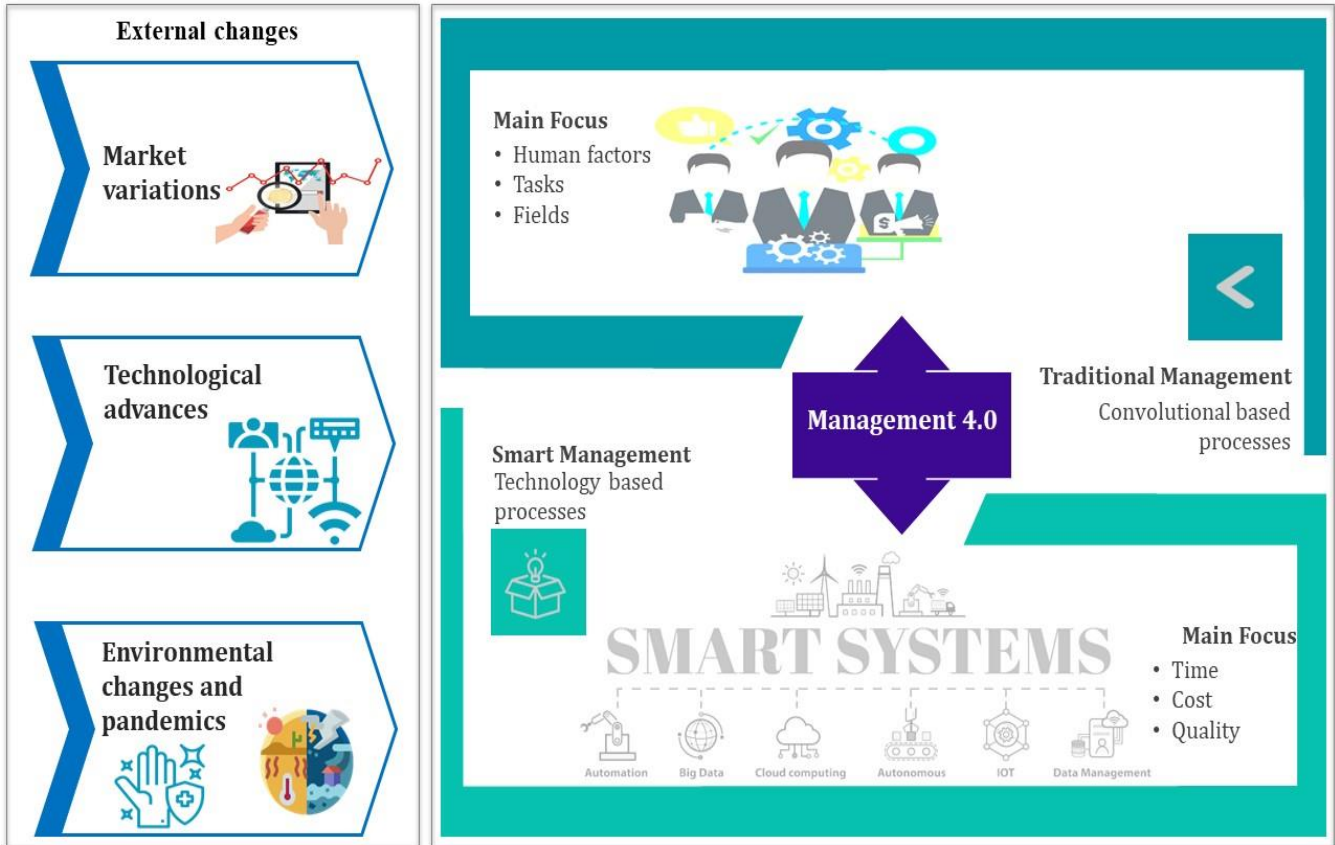 External changes
Market
variations
Technological
advances
Environmental
changes and
pandemics
Main Focus
• Human factors
• Tasks
• Fields
Traditional Management
Convolutional based
processes
Management 4.0
Smart Management
Technology based
processes
SMART SYSTEMS
Automation
Big Data
Cloud computing
Autonomous
IOT
Data Management
Main Focus
• Time
• Cost
• Quality